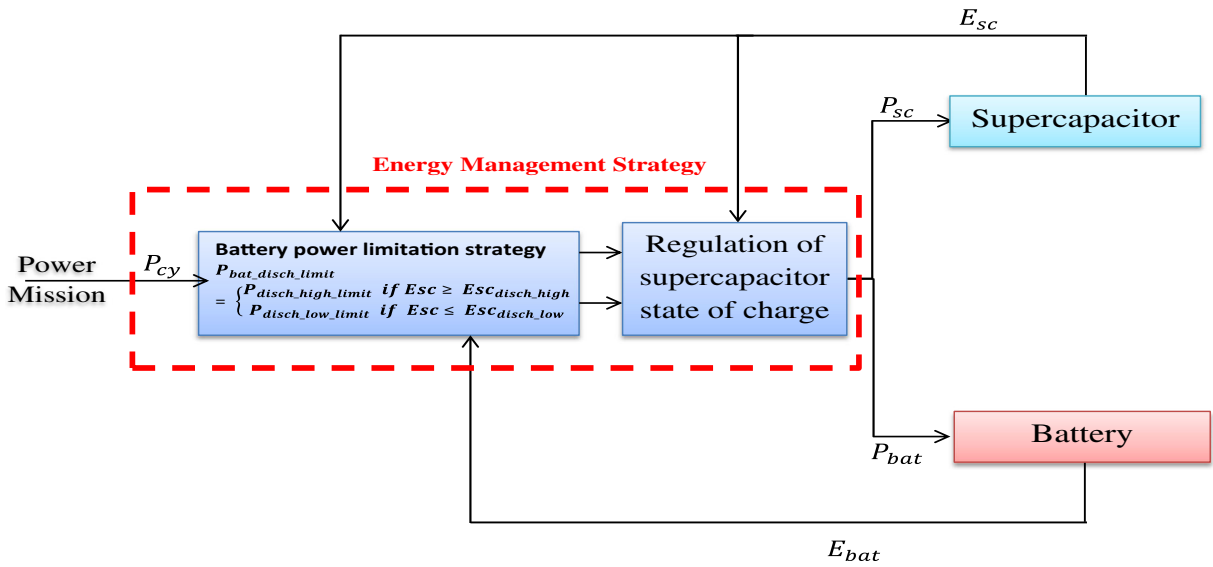 E_sc
P_sc
Supercapacitor
Energy Management Strategy
Power
Mission
P_cy
Battery power limitation strategy
P_bat_disch_limit
= { P_disch_high_limit if Esc ≥ Esc_disch_high
P_disch_low_limit if Esc ≤ Esc_disch_low
Regulation of
supercapacitor
state of charge
Battery
P_bat
E_bat